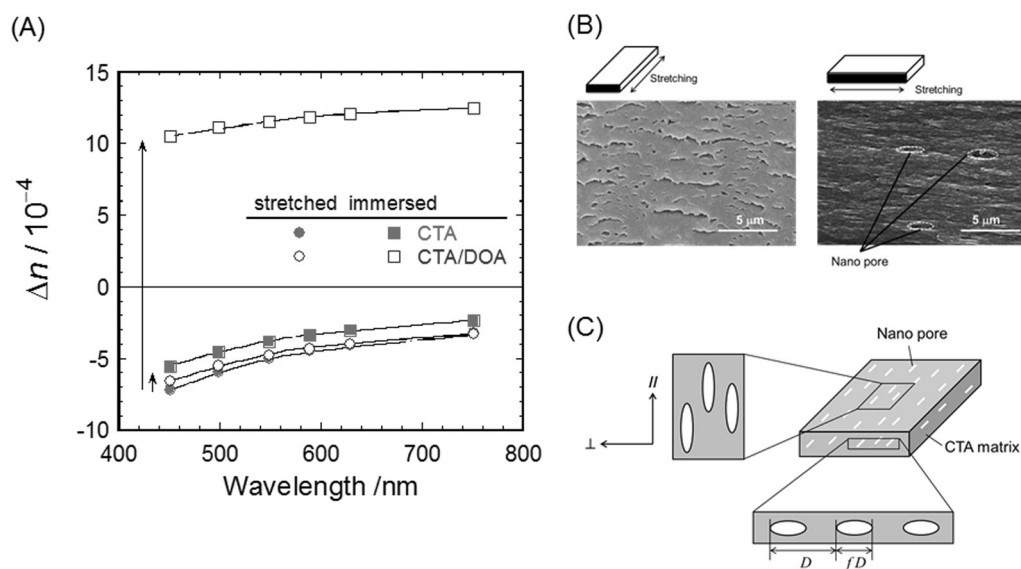 (A)
15
10
5
0
-5
-10
400
500
600
700
800
Δn / 10⁻⁴
Wavelength /nm
stretched immersed
CTA
CTA/DOA
(B)
Stretching
Stretching
5 μm
5 μm
Nano pore
(C)
Nano pore
//
⊥
CTA matrix
D
fD